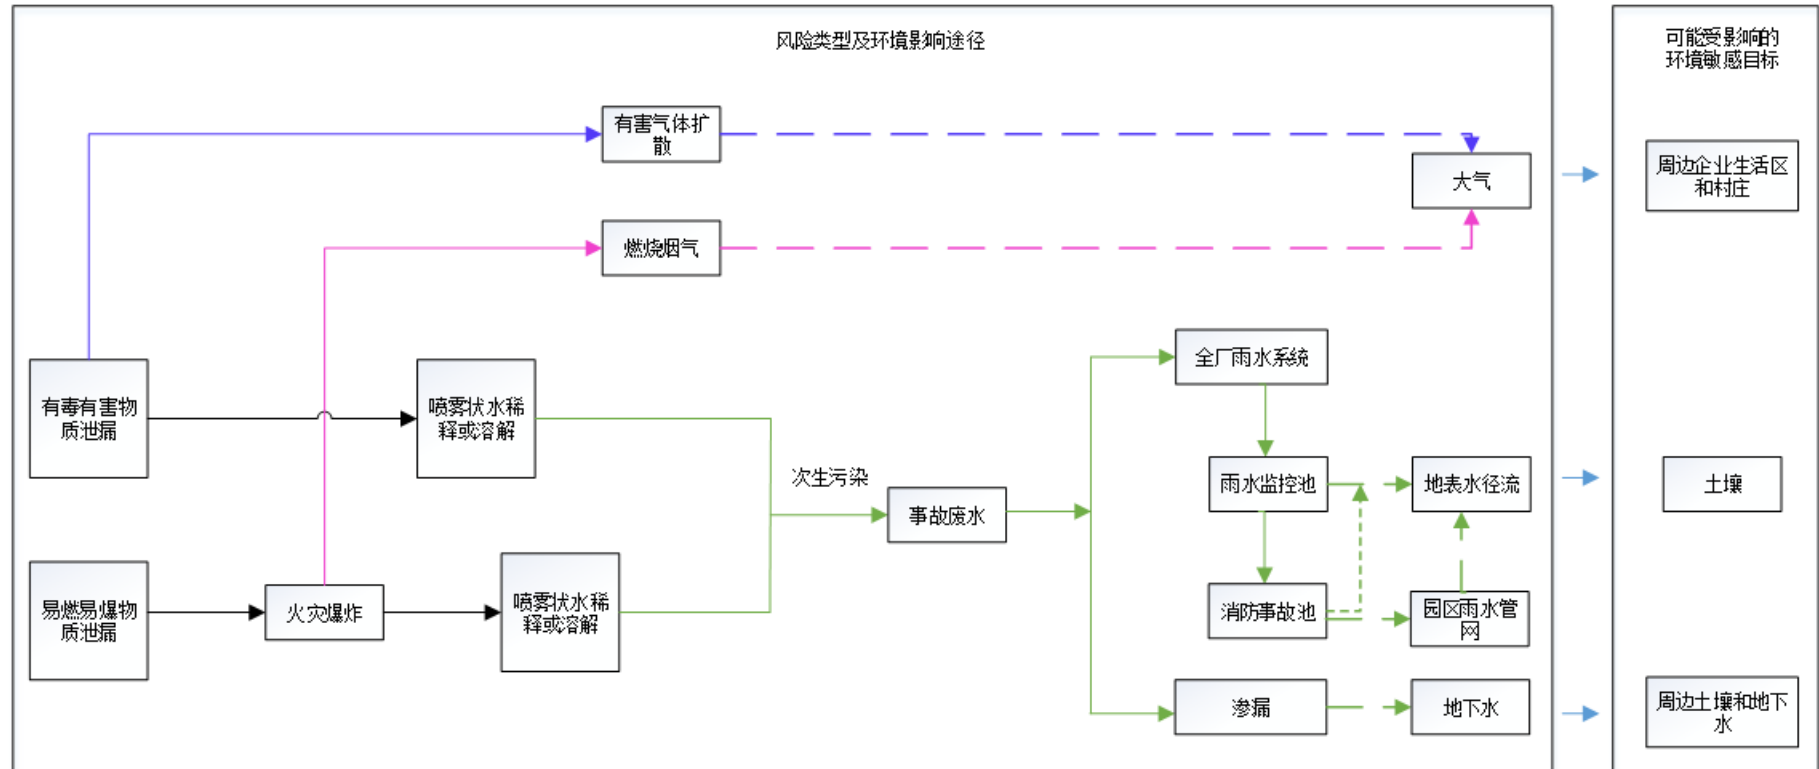 风险类型及环境影响途径
可能受影响的
环境敏感目标
有害气体扩
散
大气
周边企业生活区
和村庄
燃烧烟气
全厂雨水系统
有毒有害物
质泄漏
喷雾状水稀
释或溶解
次生污染
事故废水
雨水监控池
地表水径流
土壤
易燃易爆物
质泄漏
火灾爆炸
喷雾状水稀
释或溶解
消防事故池
园区雨水管
网
渗漏
地下水
周边土壤和地下
水